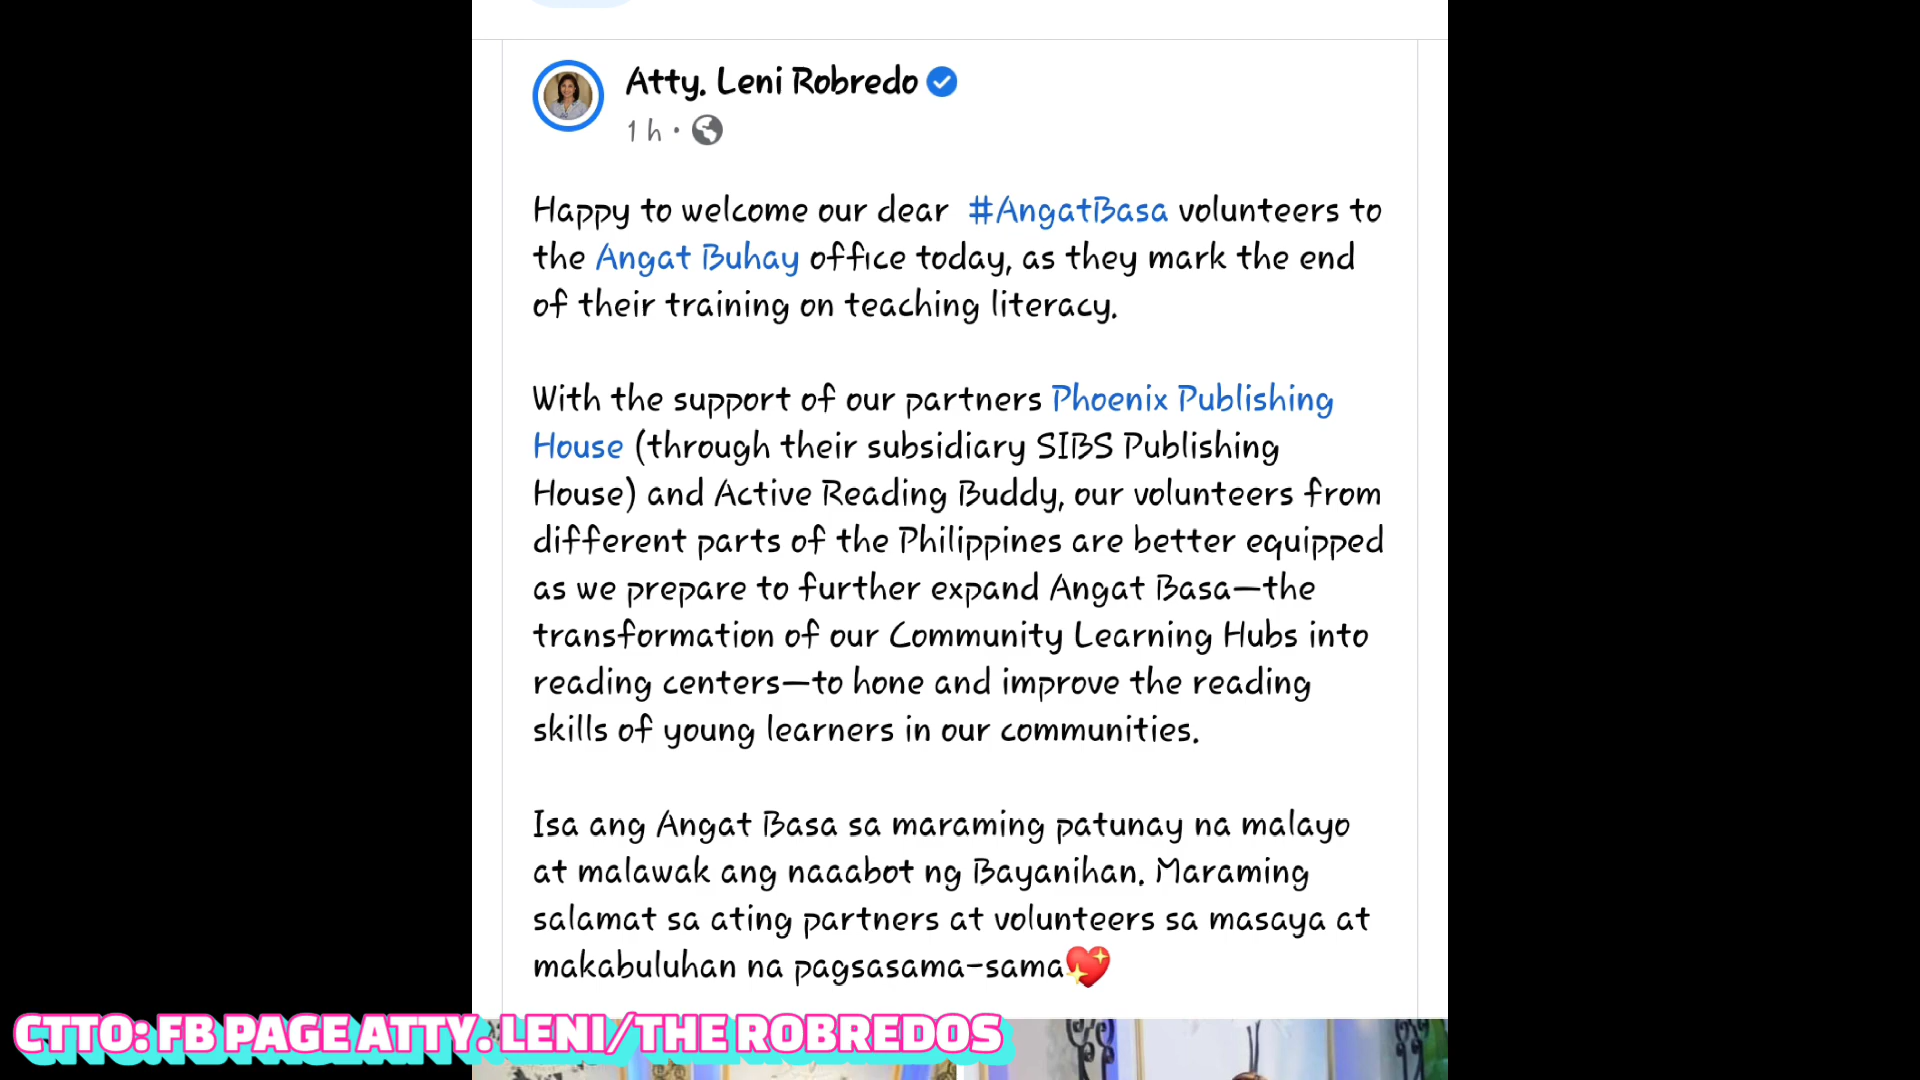 Atty. Leni Robredo
1 h •
Happy to welcome our dear #AngatBasa volunteers to
the Angat Buhay office today, as they mark the end
of their training on teaching literacy.
With the support of our partners Phoenix Publishing
House (through their subsidiary SIBS Publishing
House) and Active Reading Buddy, our volunteers from
different parts of the Philippines are better equipped
as we prepare to further expand Angat Basa—the
transformation of our Community Learning Hubs into
reading centers—to hone and improve the reading
skills of young learners in our communities.
Isa ang Angat Basa sa maraming patunay na malayo
at malawak ang naaabot ng Bayanihan. Maraming
salamat sa ating partners at volunteers sa masaya at
makabuluhan na pagsasama-sama💖
CTTO: FB PAGE ATTY. LENI/THE ROBREDOS